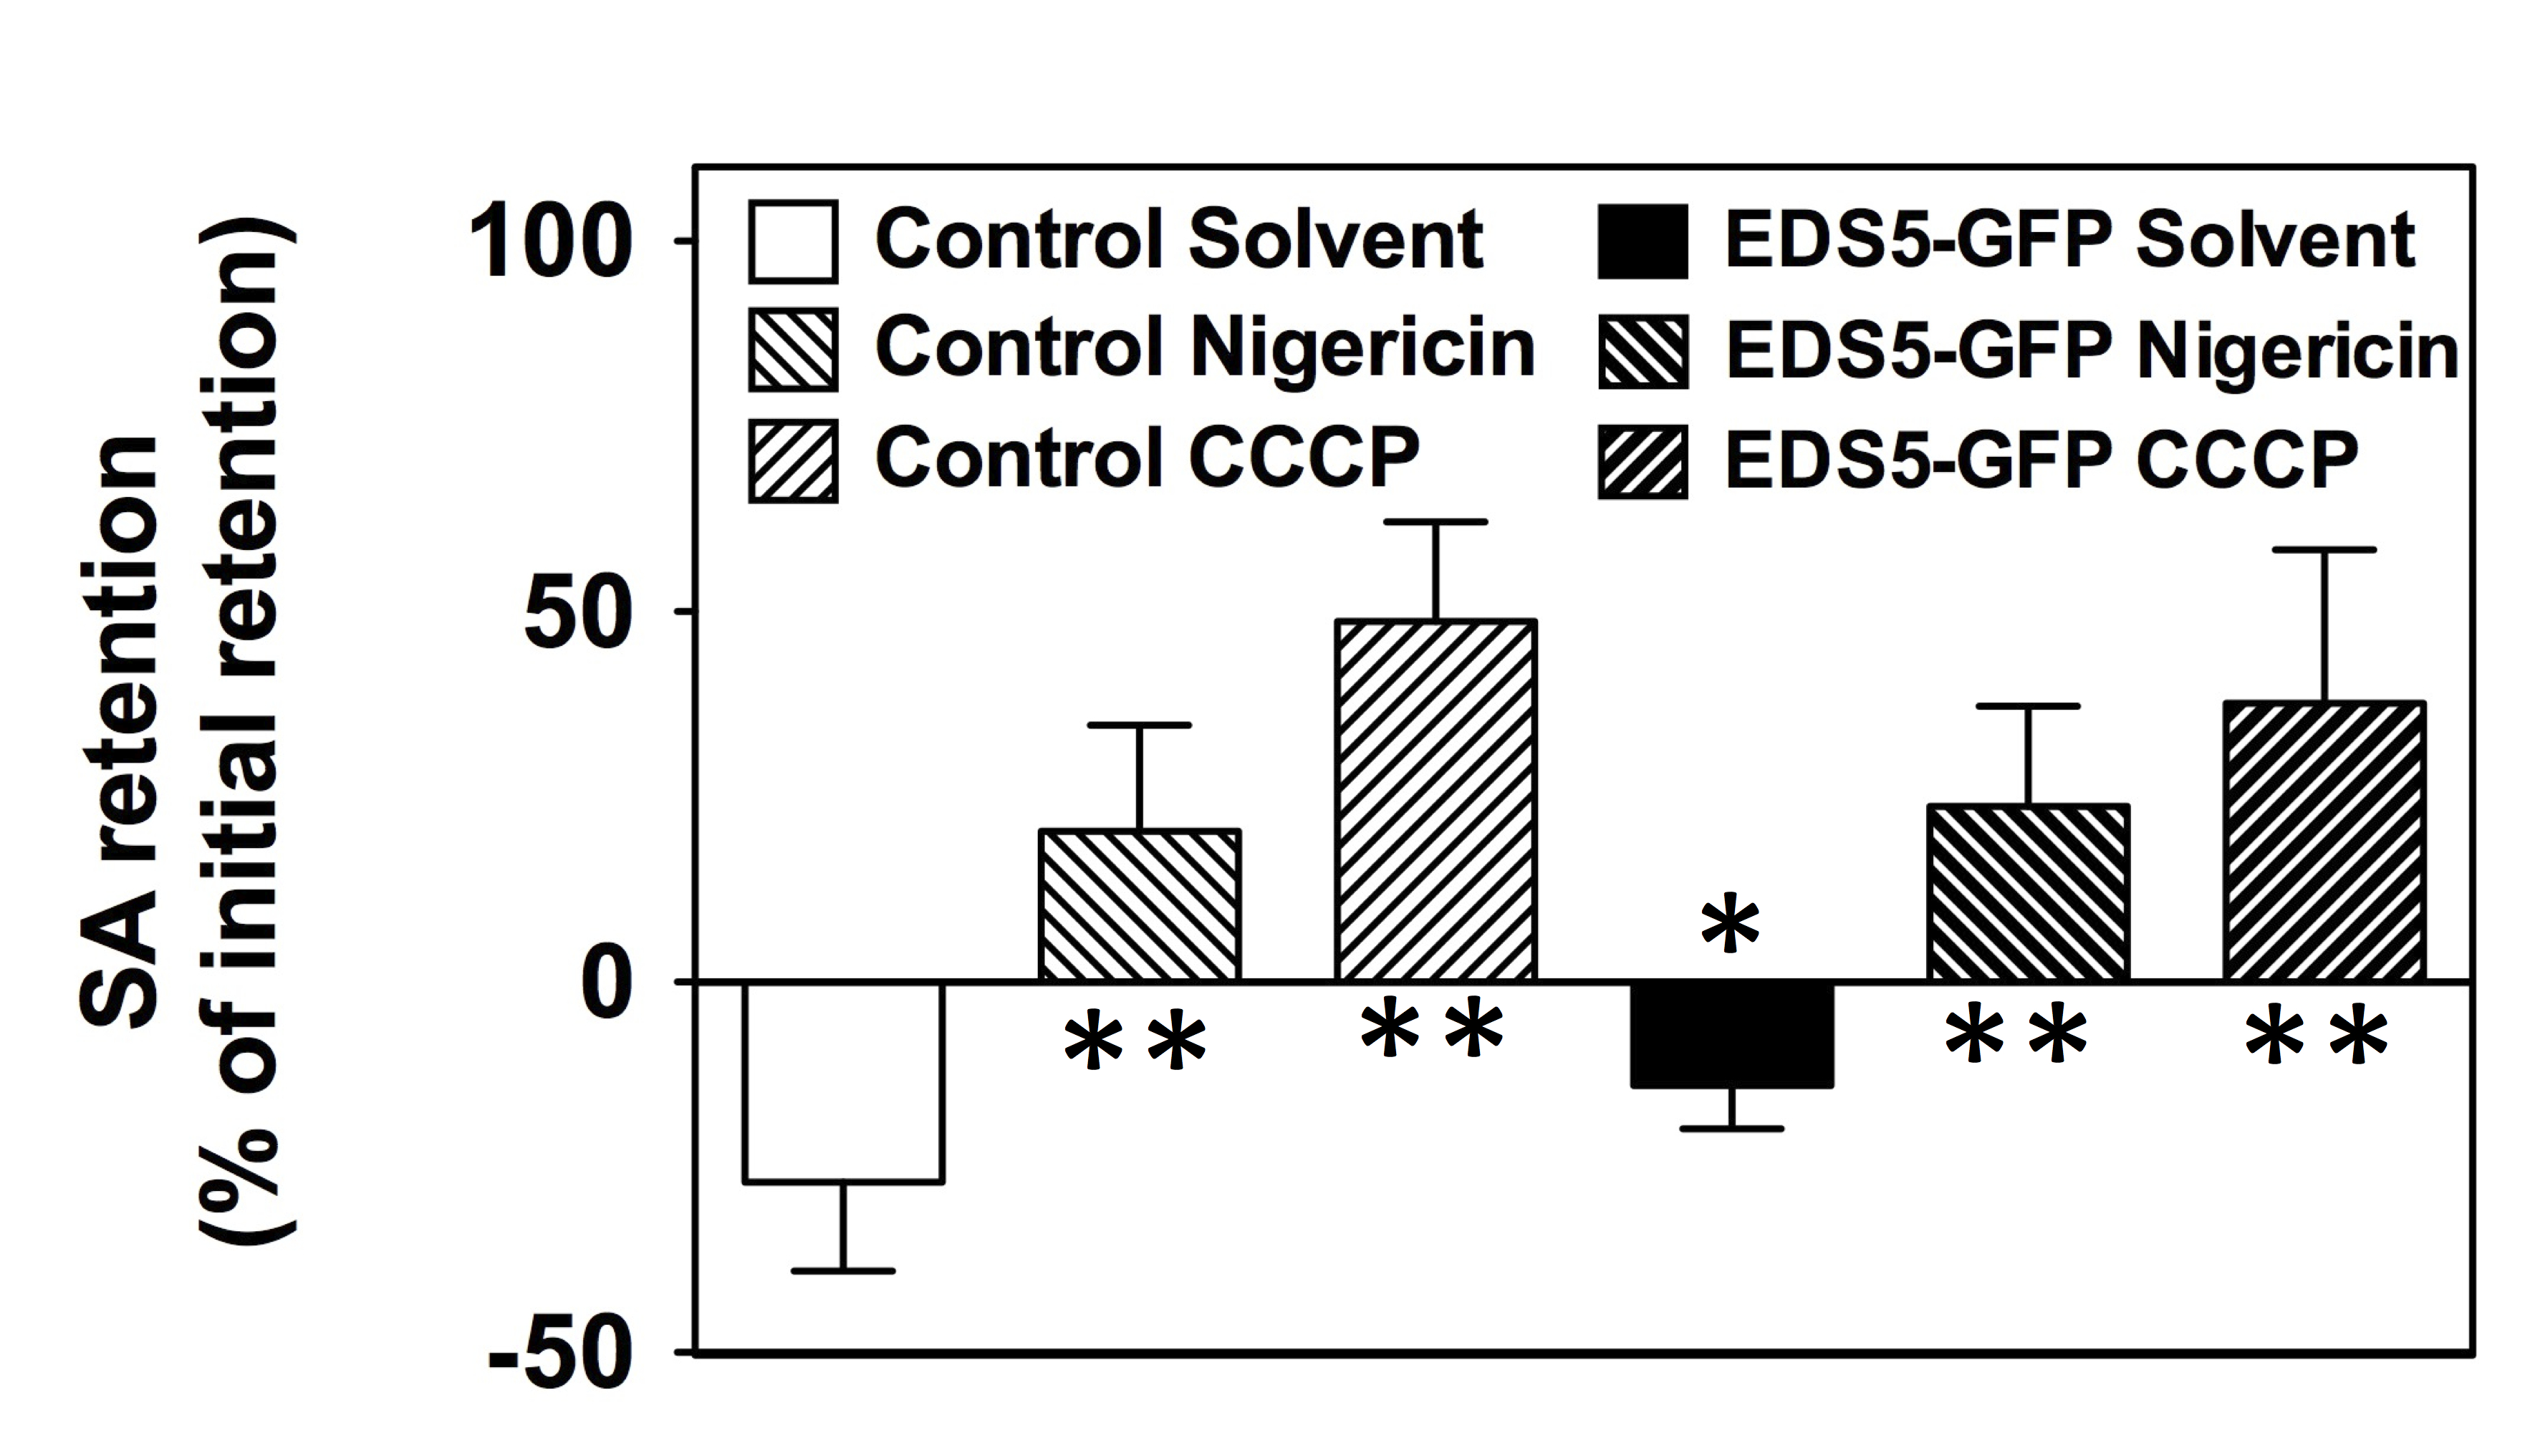 SA retention
(% of initial retention)
100
50
0
-50
Control Solvent
Control Nigericin
Control CCCP
EDS5-GFP Solvent
EDS5-GFP Nigericin
EDS5-GFP CCCP
* *
* *
*
* *
* *